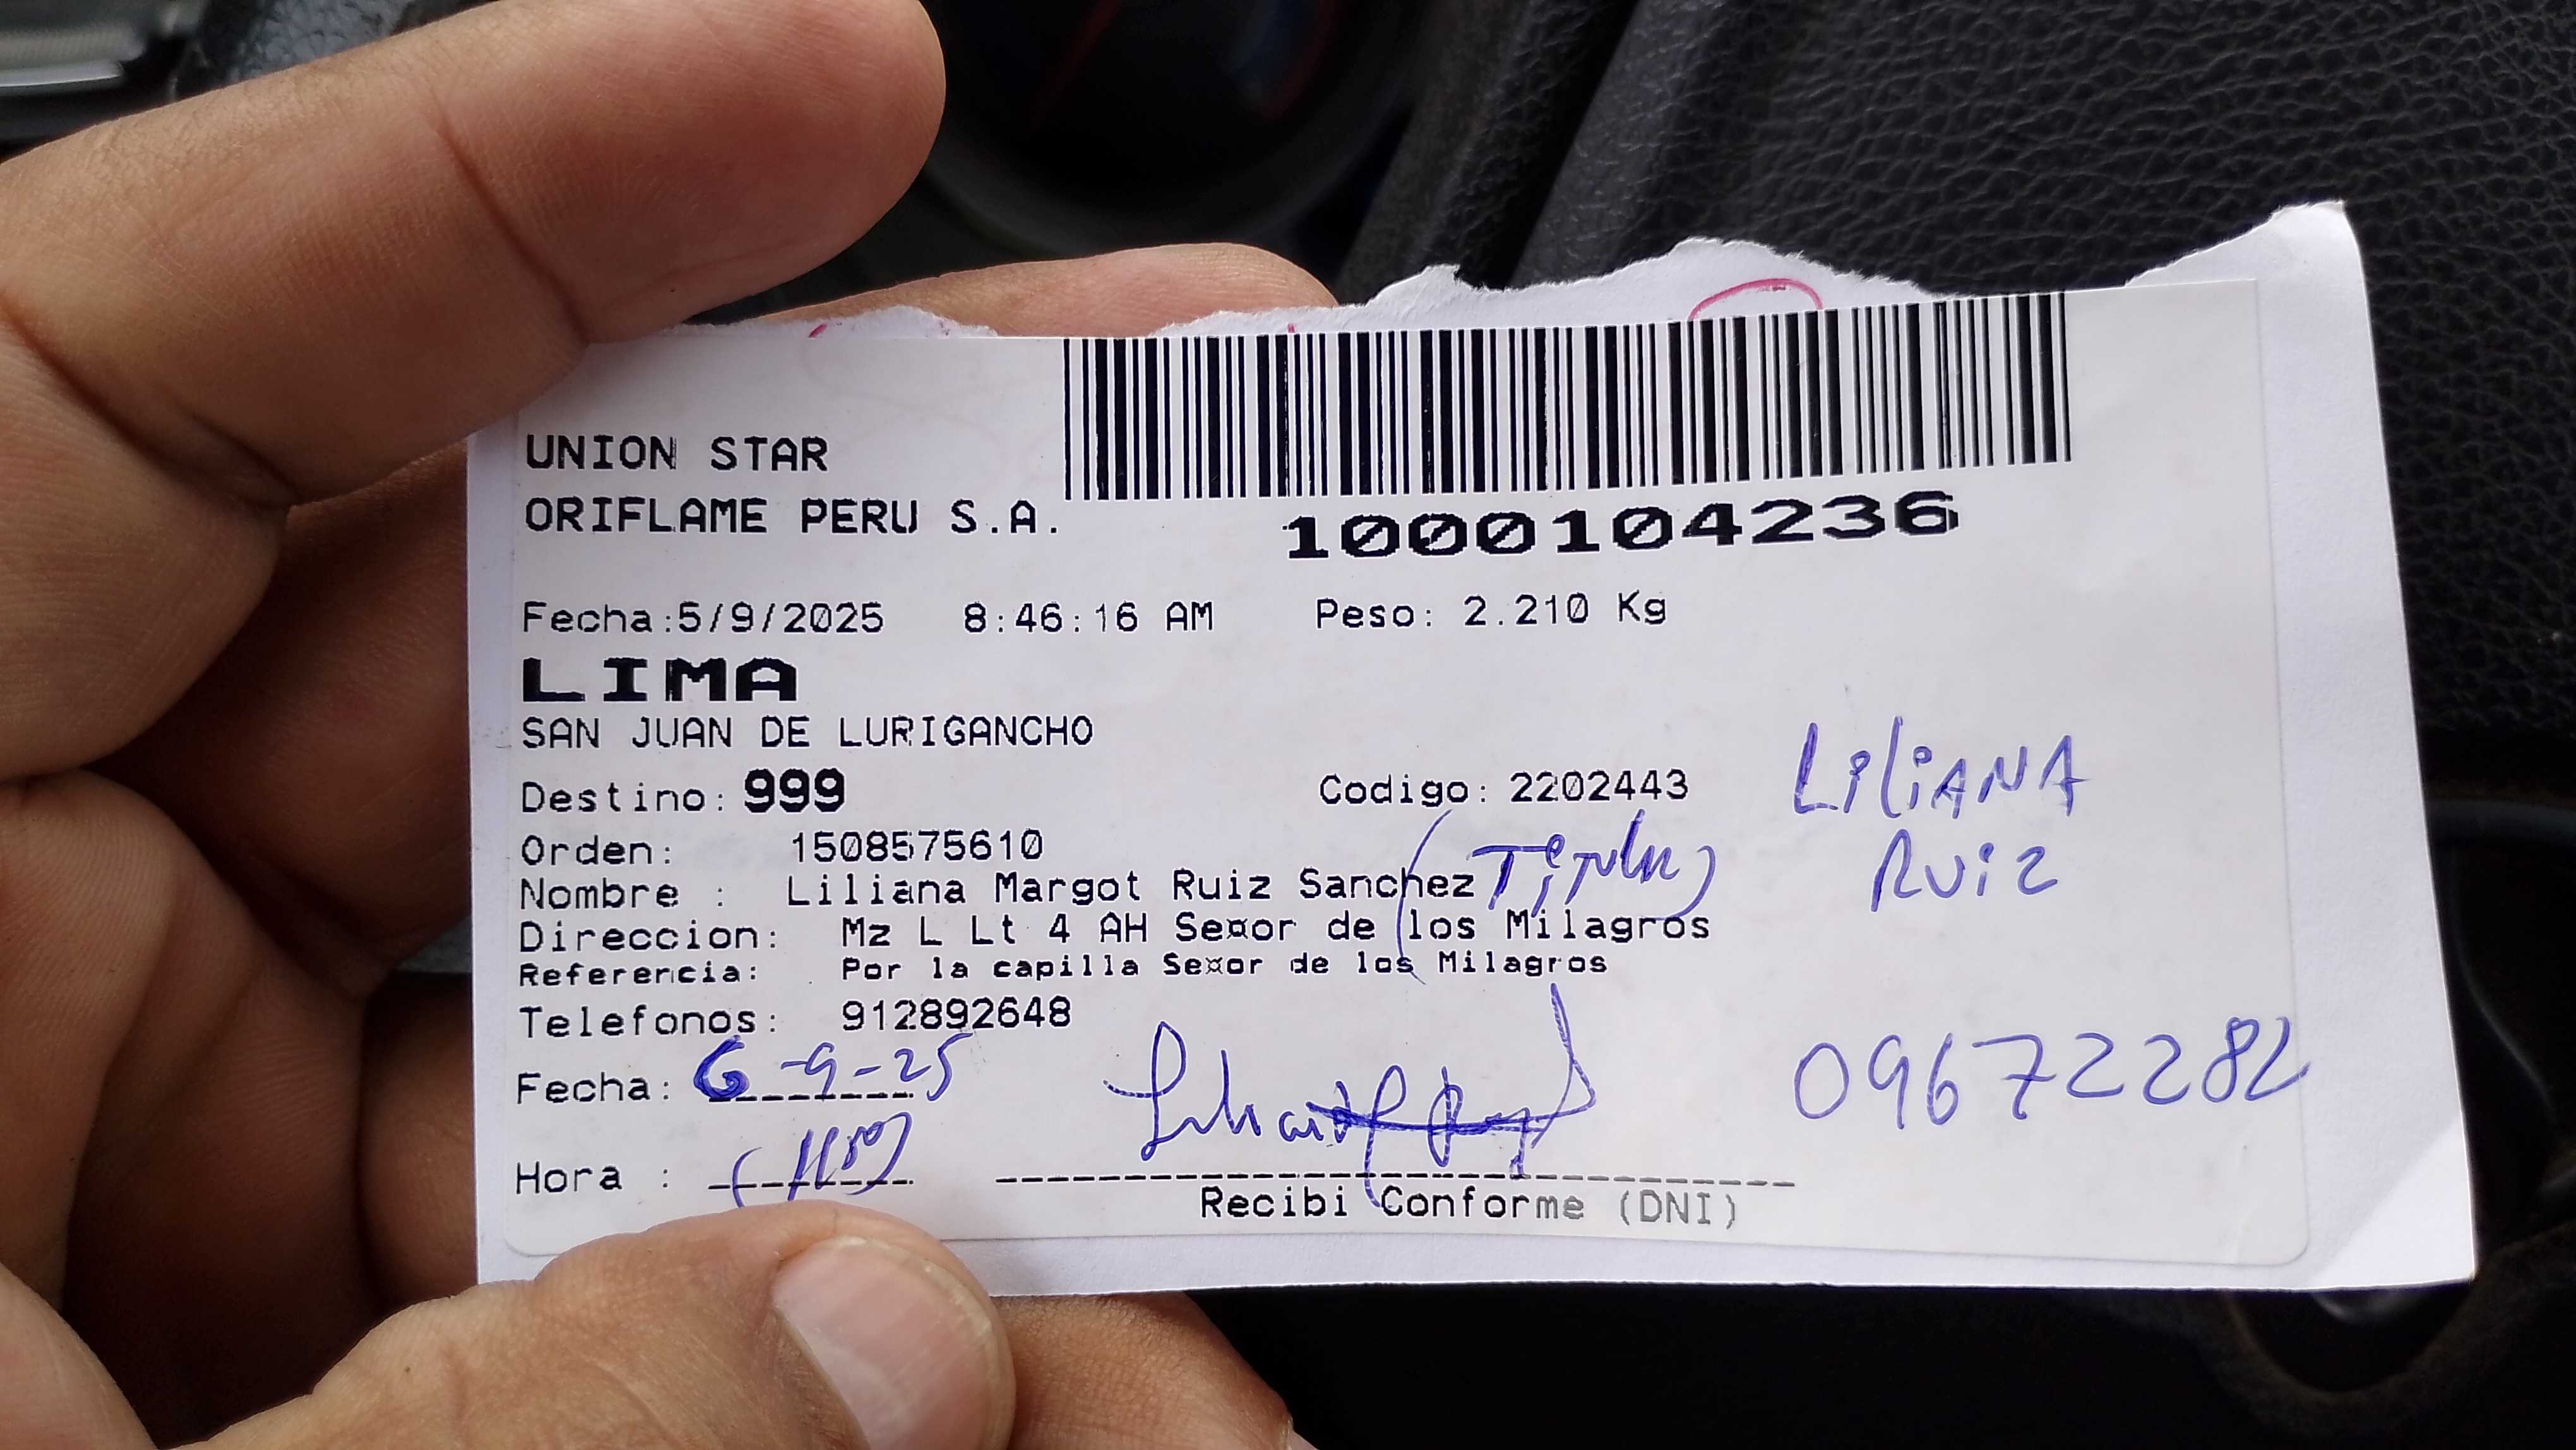 UNION STAR
ORIFLAME PERU S.A.
1000104236
Fecha:5/9/2025 8:46:16 AM Peso: 2.210 Kg
LIMA
SAN JUAN DE LURIGANCHO
Destino: 999 Codigo: 2202443
LiliANA
RUiz
Orden: 1508575610
Nombre : Liliana Margot Ruiz Sanchez
Direccion: Mz L Lt 4 AH Se¤or de los Milagros
Referencia: Por la capilla Se¤or de los Milagros
Telefonos: 912892648
Fecha: 6-9-25
09672282
Hora :
Recibi Conforme (DNI)